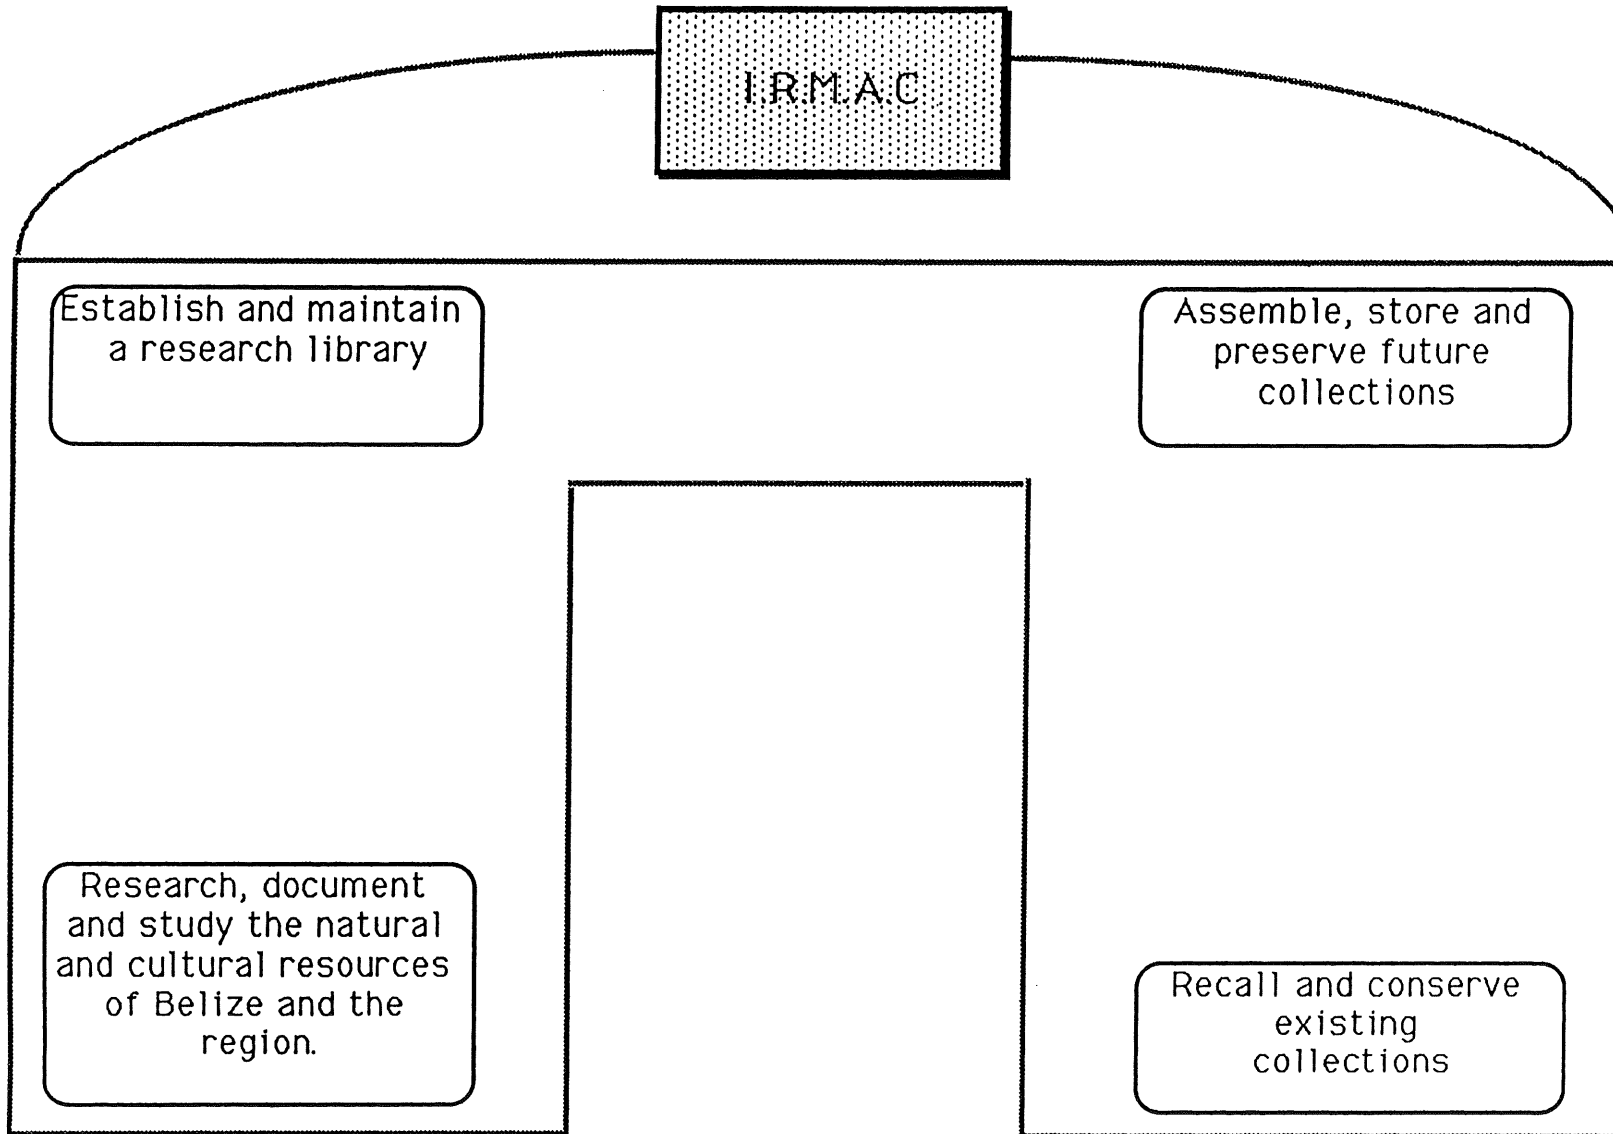 I.R.M.A.C
Establish and maintain
a research library
Assemble, store and
preserve future
collections
Research, document
and study the natural
and cultural resources
of Belize and the
region.
Recall and conserve
existing
collections